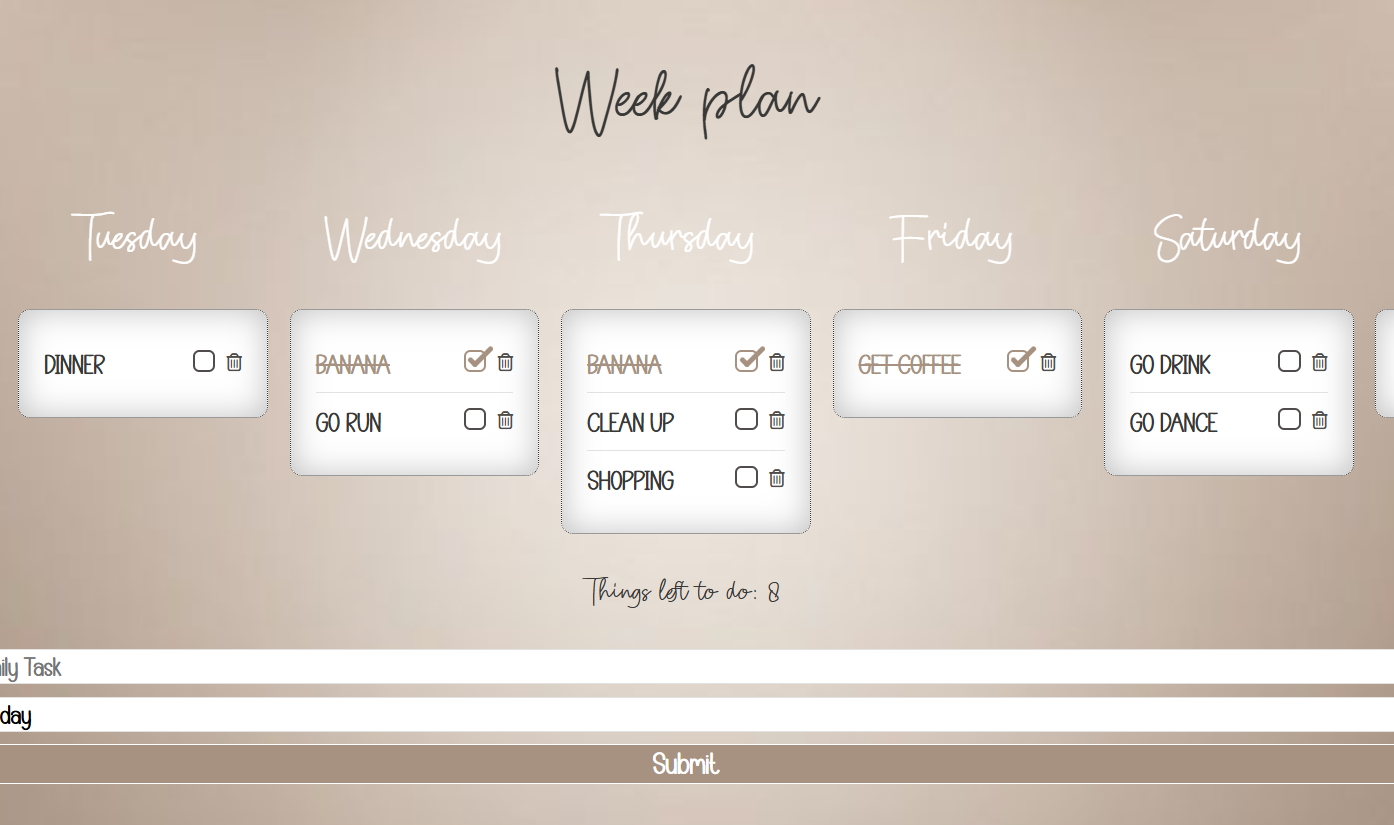 Week plan
Tuesday Wednesday Thursday Friday Saturday
DINNER BANANA BANANA GET COFFEE GO DRINK
GO RUN CLEAN UP GO DANCE
SHOPPING
Things left to do: 8
ily Task
day
Submit